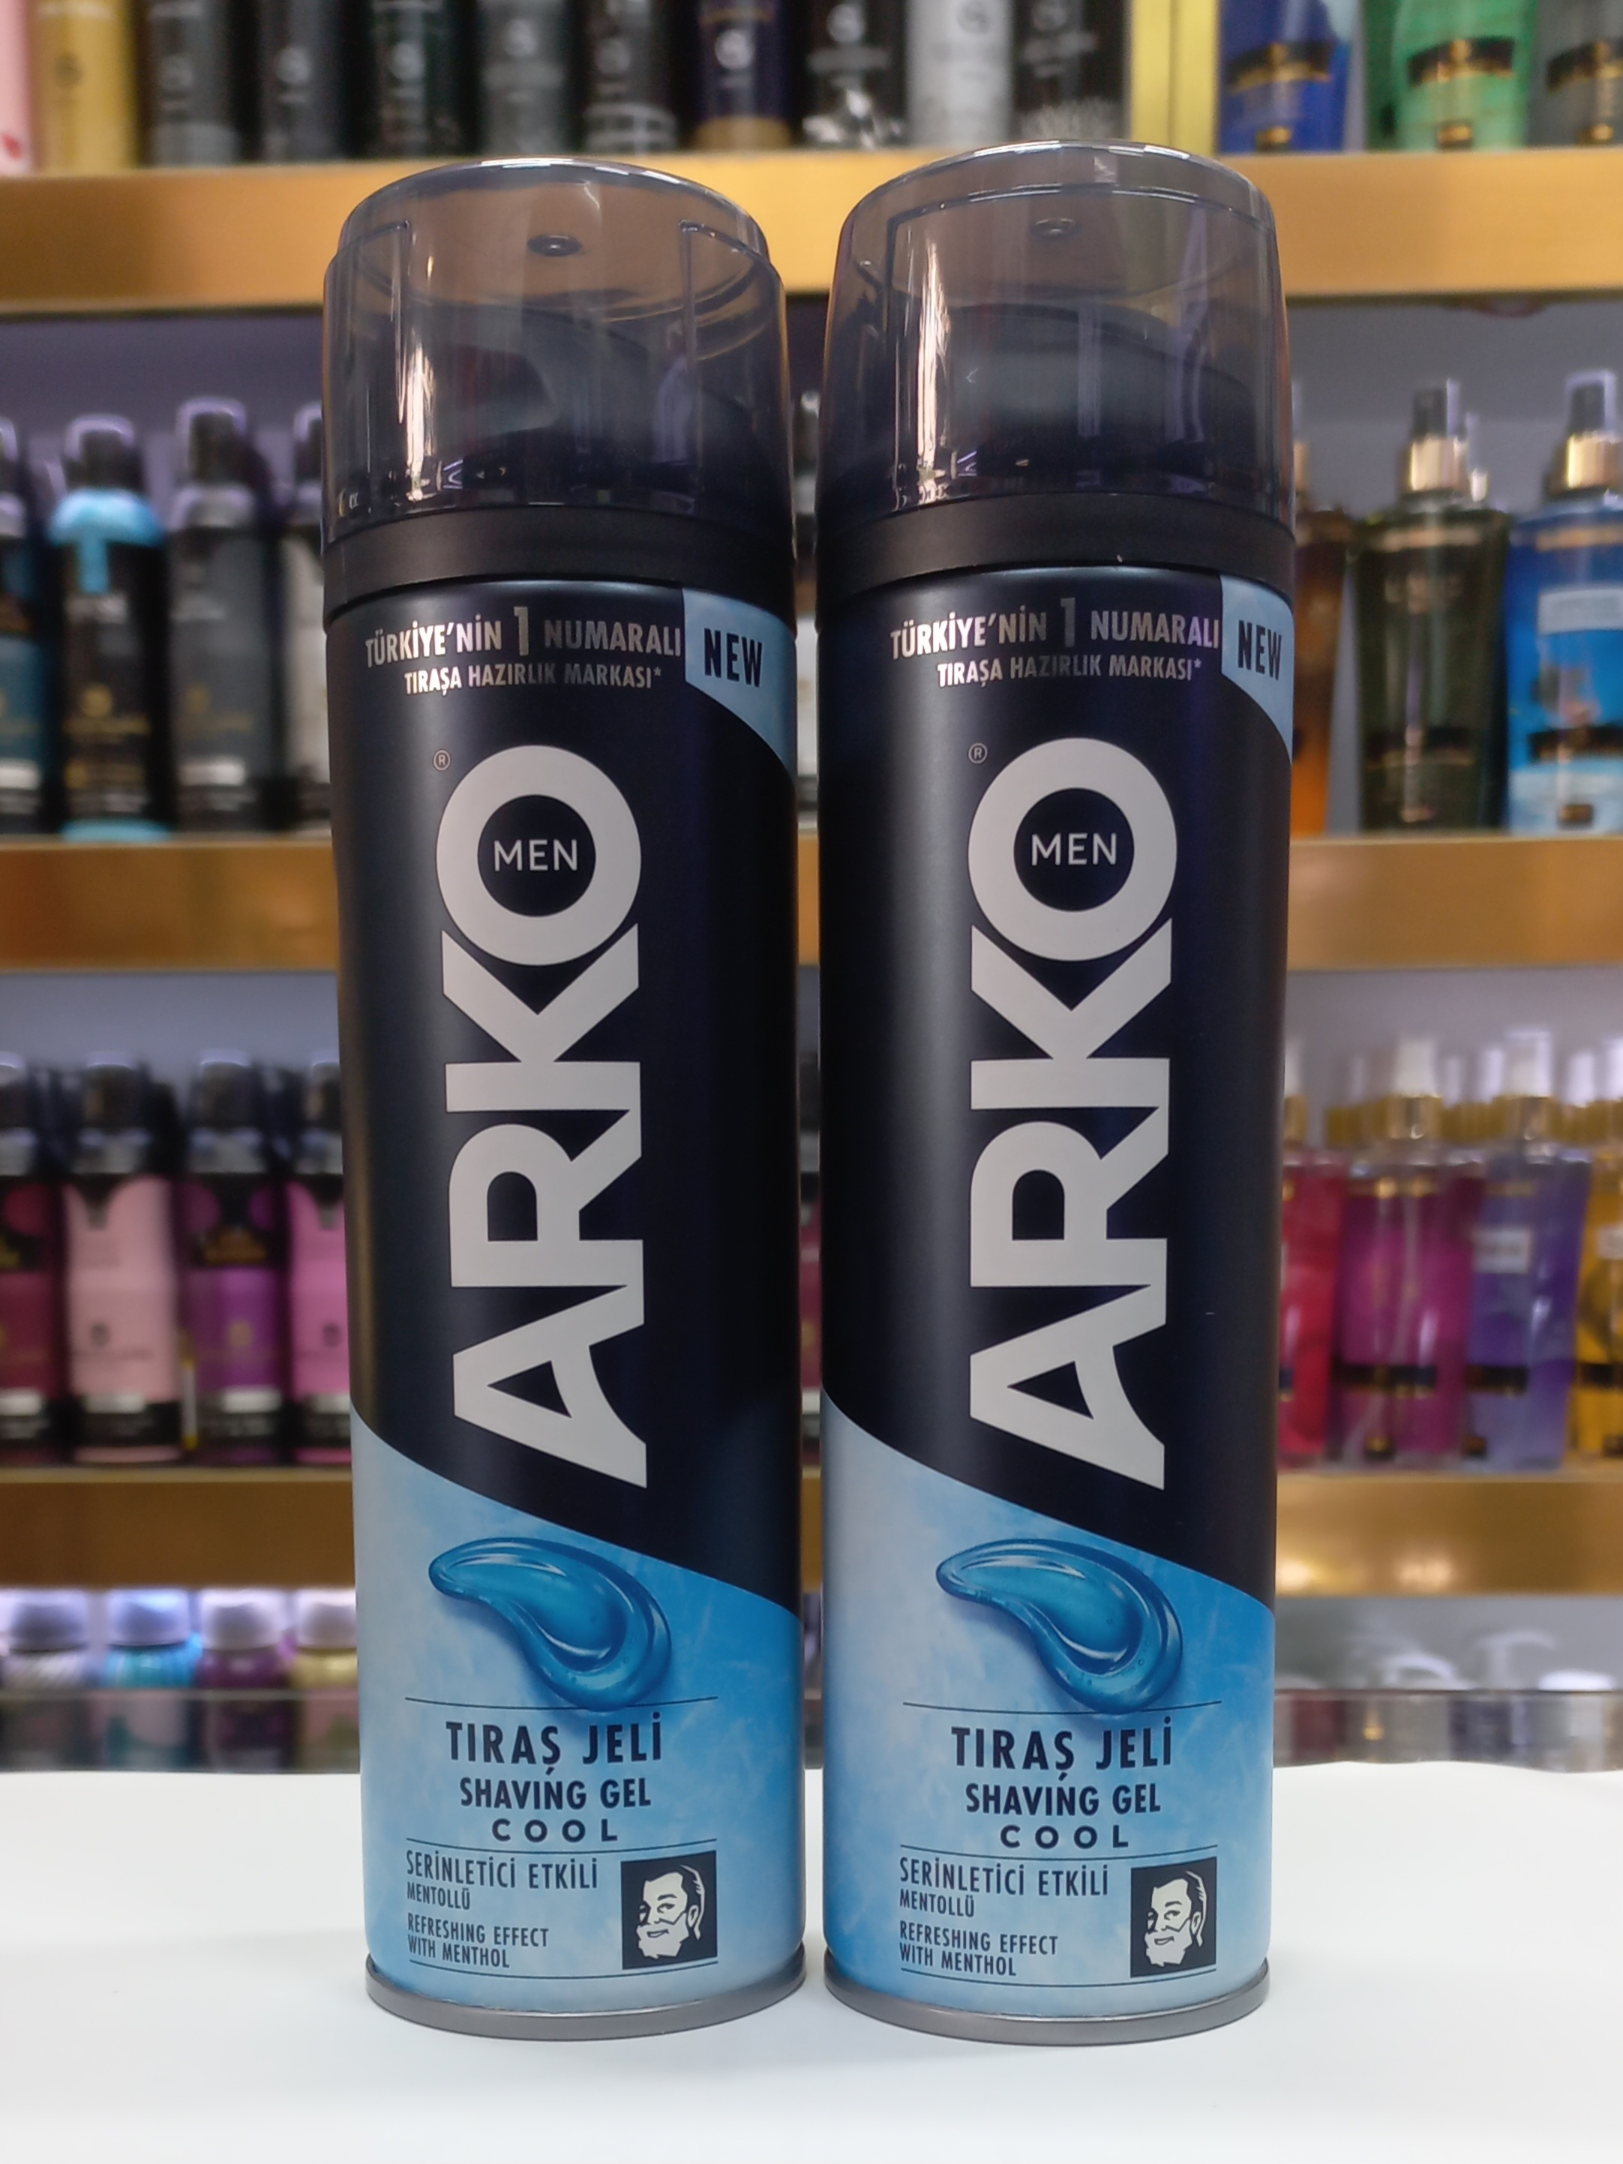 TÜRKİYE'NİN 1 NUMARALI
TIRAŞA HAZIRLIK MARKASI*
NEW
®
MEN
ARKO
TIRAŞ JELİ
SHAVING GEL
COOL
SERİNLETİCİ ETKİLİ
MENTOLLÜ
REFRESHING EFFECT
WITH MENTHOL
TÜRKİYE'NİN 1 NUMARALI
TIRAŞA HAZIRLIK MARKASI*
NEW
®
MEN
ARKO
TIRAŞ JELİ
SHAVING GEL
COOL
SERİNLETİCİ ETKİLİ
MENTOLLÜ
REFRESHING EFFECT
WITH MENTHOL